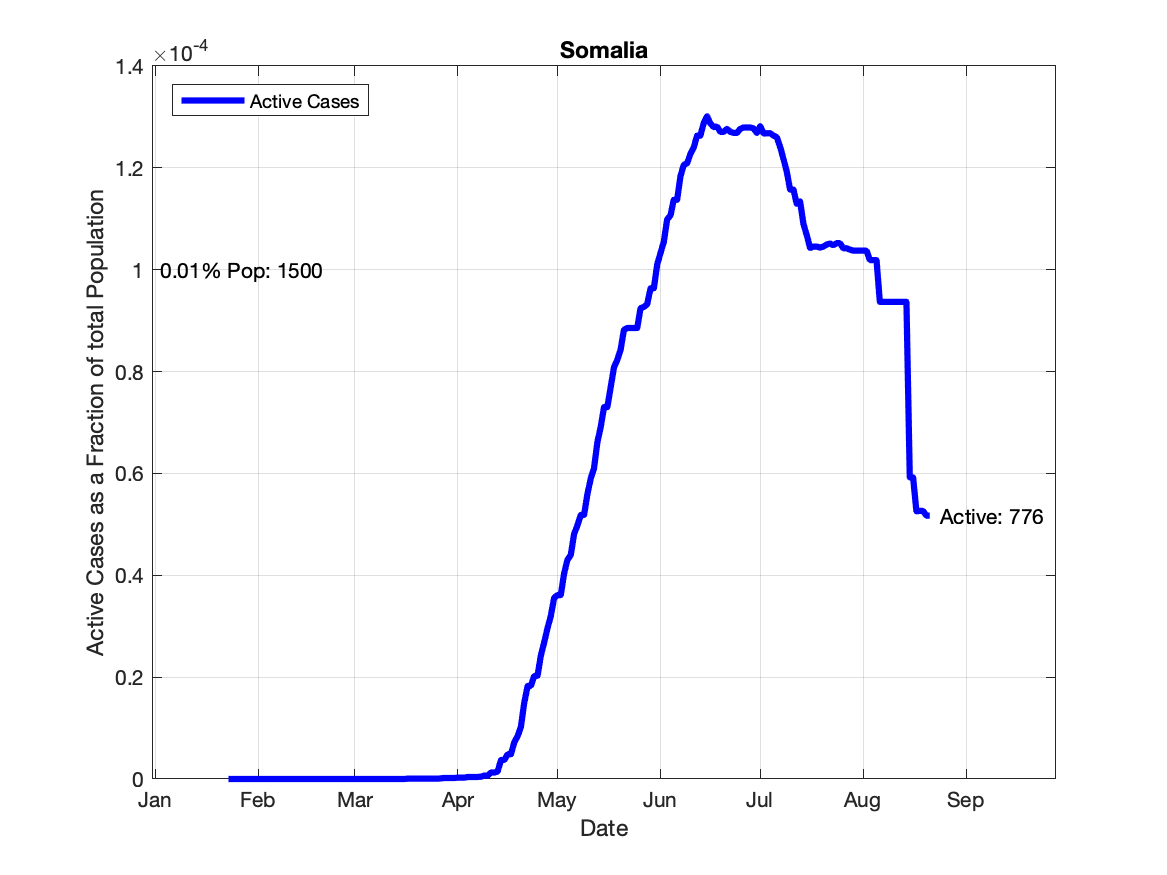 Somalia
×10-4
1.4
1.2
1
0.8
0.6
0.4
0.2
0
Active Cases
0.01% Pop: 1500
Active: 776
Active Cases as a Fraction of total Population
Jan Feb Mar Apr May Jun Jul Aug Sep
Date